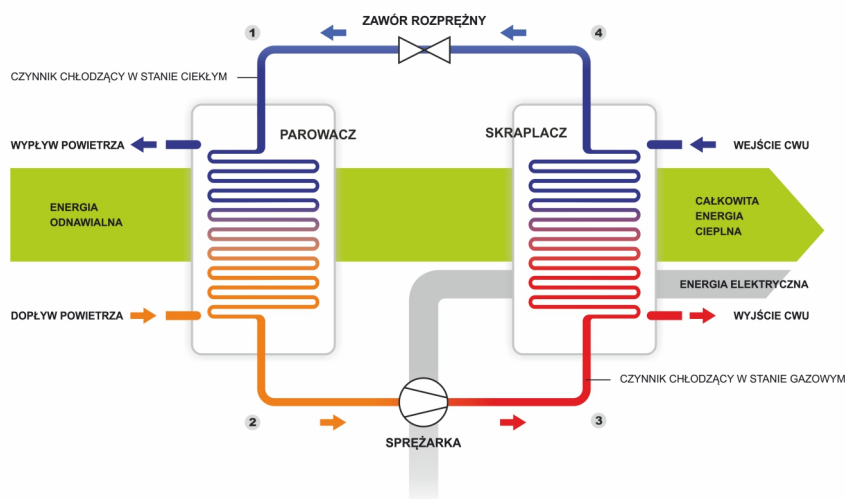 1
ZAWÓR ROZPRĘŻNY
4
CZYNNIK CHŁODZĄCY W STANIE CIEKŁYM
PAROWACZ
SKRAPLACZ
WYPŁYW POWIETRZA
WEJŚCIE CWU
ENERGIA
ODNAWIALNA
CAŁKOWITA
ENERGIA
CIEPLNA
ENERGIA ELEKTRYCZNA
DOPŁYW POWIETRZA
WYJŚCIE CWU
CZYNNIK CHŁODZĄCY W STANIE GAZOWYM
2
SPRĘŻARKA
3